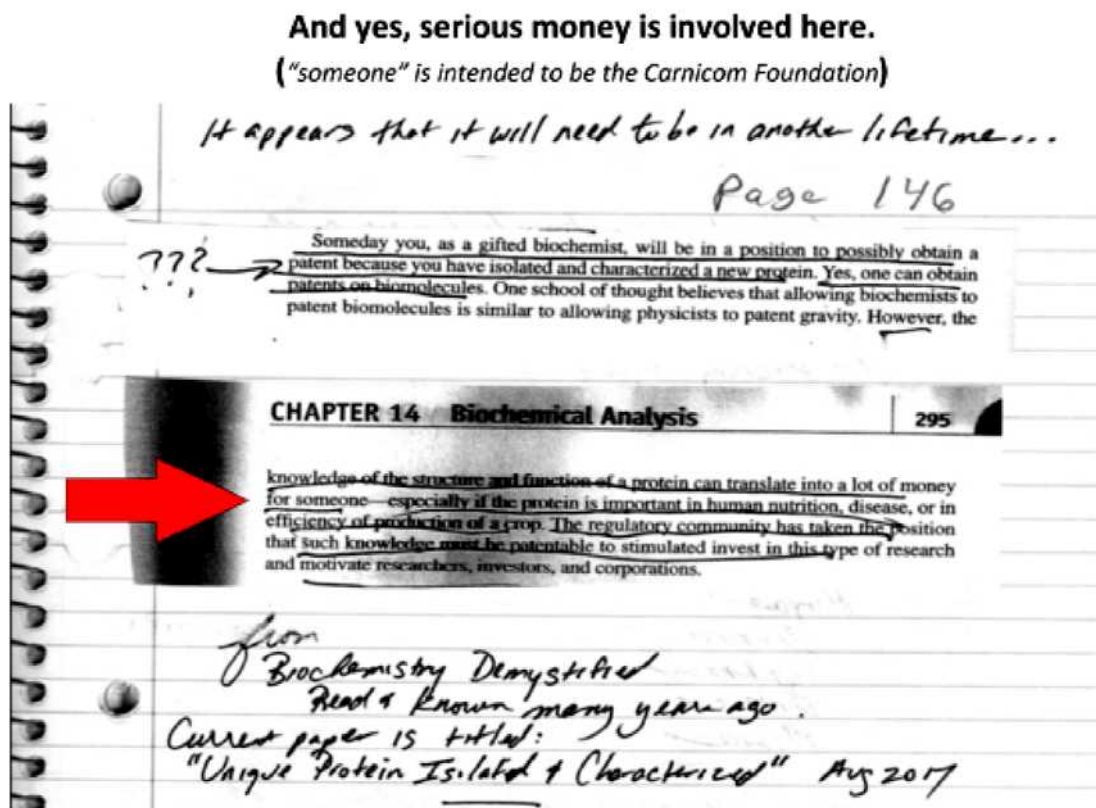 And yes, serious money is involved here.
("someone" is intended to be the Carnicom Foundation)
It appears that it will need to be in another lifetime...
Page 146
Someday you, as a gifted biochemist, will be in a position to possibly obtain a
??? patent because you have isolated and characterized a new protein. Yes, one can obtain
patents on biomolecules. One school of thought believes that allowing biochemists to
patent biomolecules is similar to allowing physicists to patent gravity. However, the
CHAPTER 14 Biochemical Analysis 295
knowledge of the structure and function of a protein can translate into a lot of money
for someone—especially if the protein is important in human nutrition, disease, or in
efficiency of production of a crop. The regulatory community has taken the position
that such knowledge must be patentable to stimulated invest in this type of research
and motivate researchers, investors, and corporations.
from
Biochemistry Demystified
Read & Known many years ago.
Current paper is titled:
"Unique Protein Isolated & Characterized" Aug 2017